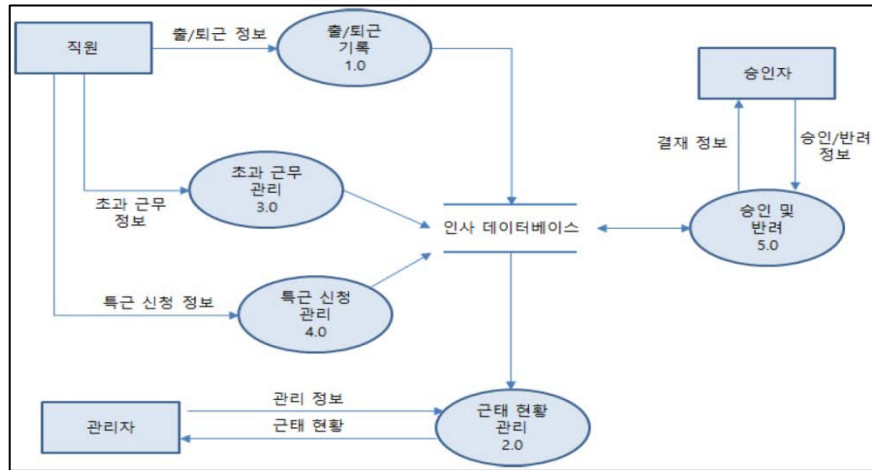 직원
출/퇴근 정보
출/퇴근
기록
1.0
승인자
결재 정보
승인/반려
정보
초과 근무
관리
3.0
초과 근무
정보
인사 데이터베이스
승인 및
반려
5.0
특근 신청 정보
특근 신청
관리
4.0
관리자
관리 정보
근태 현황
근태 현황
관리
2.0